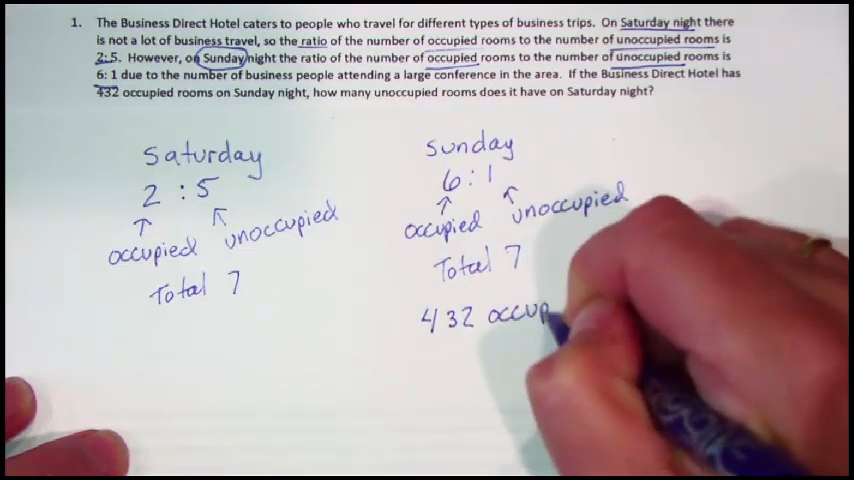 1. The Business Direct Hotel caters to people who travel for different types of business trips. On Saturday night there
is not a lot of business travel, so the ratio of the number of occupied rooms to the number of unoccupied rooms is
2:5. However, on Sunday night the ratio of the number of occupied rooms to the number of unoccupied rooms is
6: 1 due to the number of business people attending a large conference in the area. If the Business Direct Hotel has
432 occupied rooms on Sunday night, how many unoccupied rooms does it have on Saturday night?
Saturday
2 : 5
occupied unoccupied
Total 7
Sunday
6:1
occupied unoccupied
Total 7
432 occup